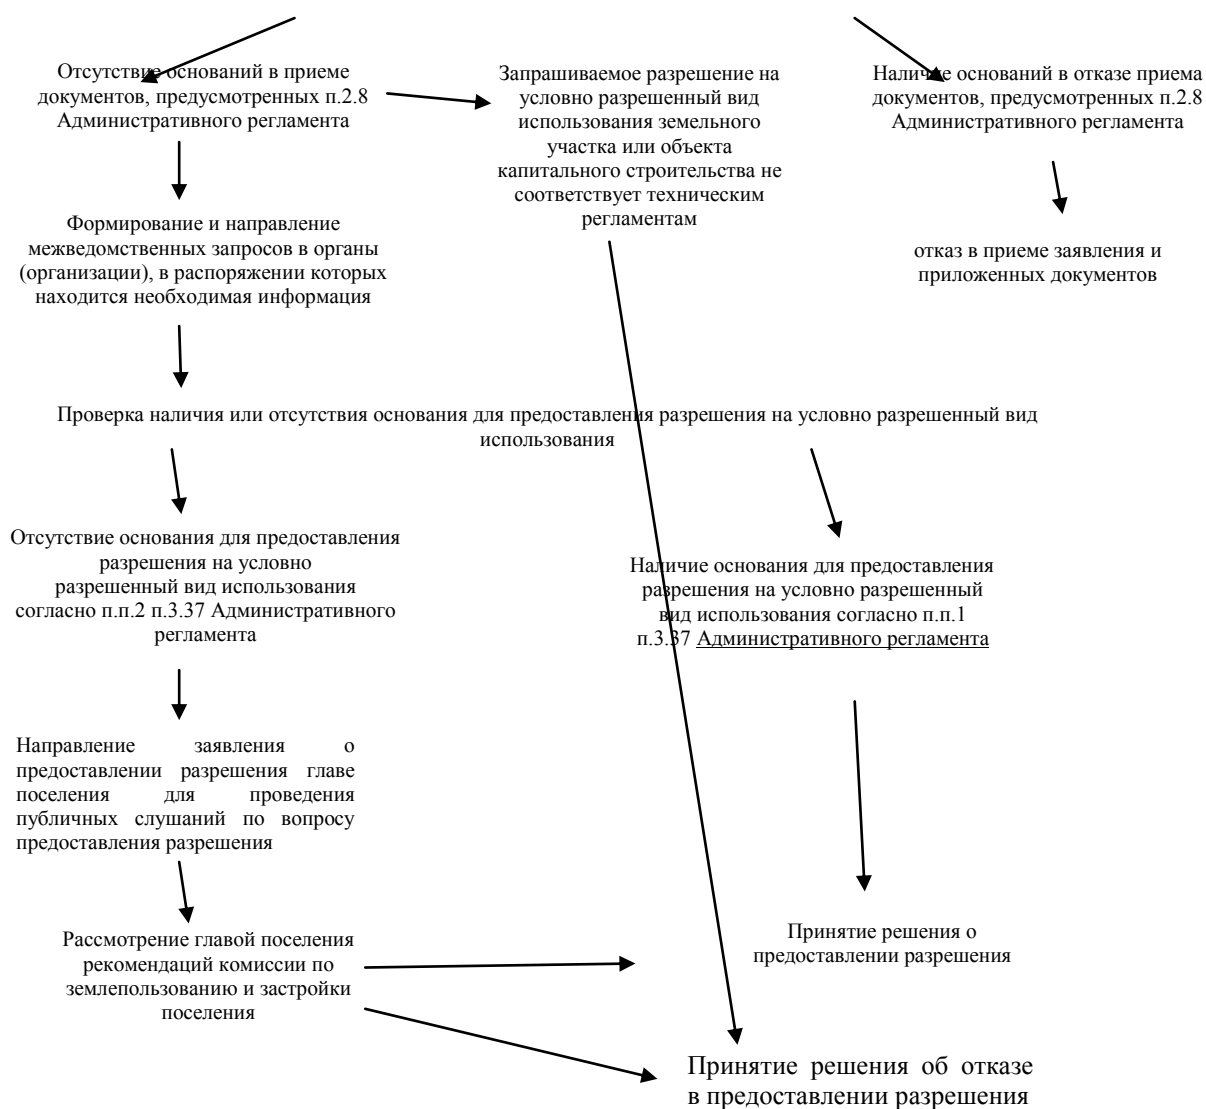 Отсутствие оснований в приеме
документов, предусмотренных п.2.8
Административного регламента
Запрашиваемое разрешение на
условно разрешенный вид
использования земельного
участка или объекта
капитального строительства не
соответствует техническим
регламентам
Наличие оснований в отказе приема
документов, предусмотренных п.2.8
Административного регламента
Формирование и направление
межведомственных запросов в органы
(организации), в распоряжении которых
находится необходимая информация
отказ в приеме заявления и
приложенных документов
Проверка наличия или отсутствия основания для предоставления разрешения на условно разрешенный вид
использования
Отсутствие основания для предоставления
разрешения на условно
разрешенный вид использования
согласно п.п.2 п.3.37 Административного
регламента
Наличие основания для предоставления
разрешения на условно разрешенный
вид использования согласно п.п.1
п.3.37 Административного регламента
Направление заявления о
предоставлении разрешения главе
поселения для проведения
публичных слушаний по вопросу
предоставления разрешения
Рассмотрение главой поселения
рекомендаций комиссии по
землепользованию и застройки
поселения
Принятие решения о
предоставлении разрешения
Принятие решения об отказе
в предоставлении разрешения